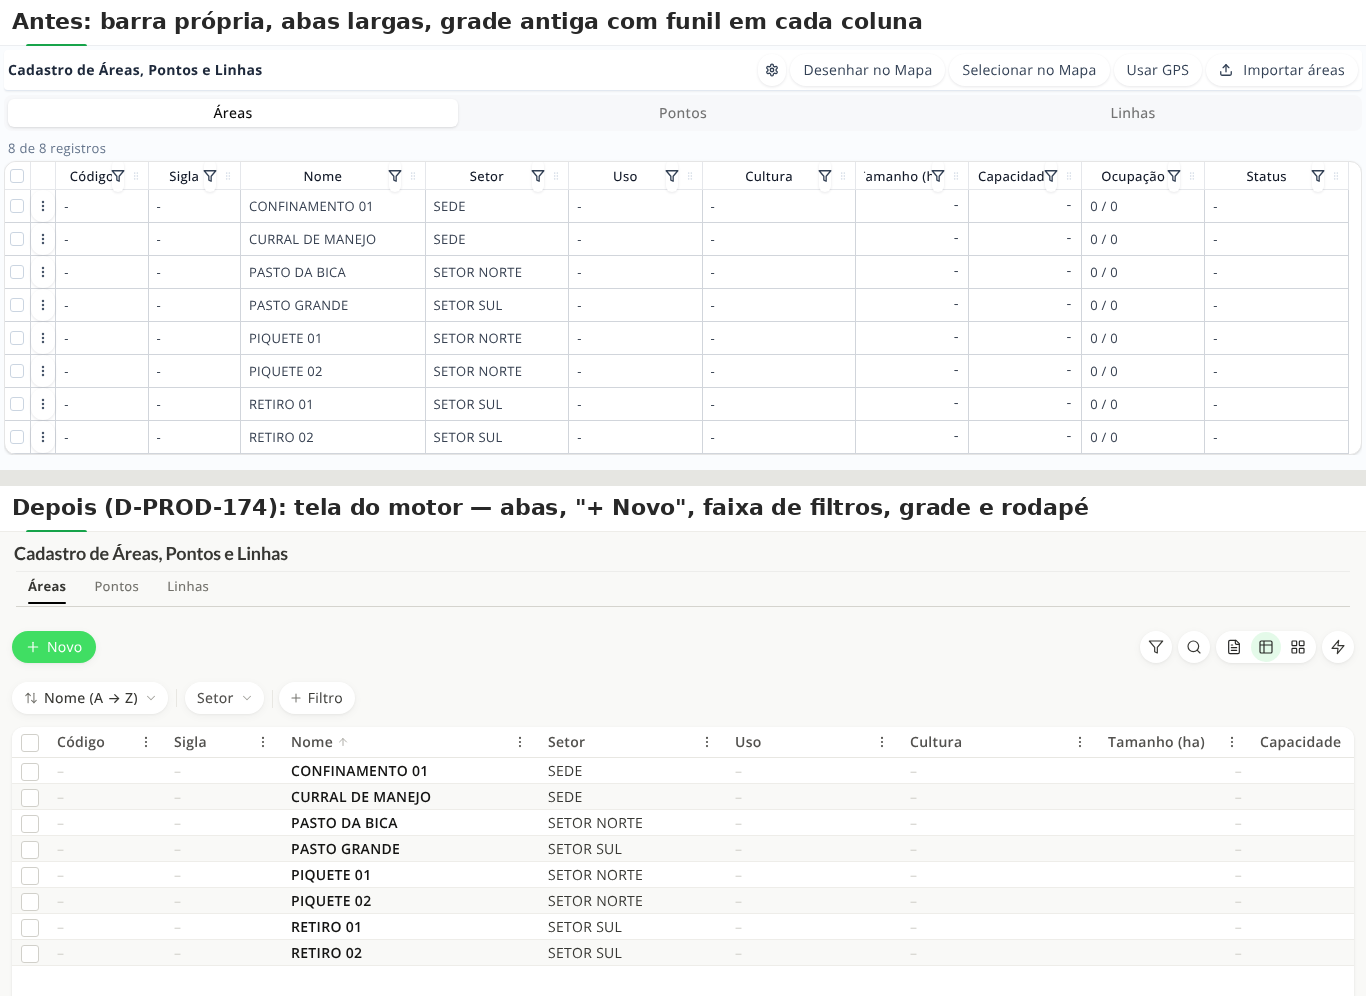 Antes: barra própria, abas largas, grade antiga com funil em cada coluna
Cadastro de Áreas, Pontos e Linhas Desenhar no Mapa Selecionar no Mapa Usar GPS Importar áreas
Áreas Pontos Linhas
8 de 8 registros
Código Sigla Nome Setor Uso Cultura amanho (h Capacidad Ocupação Status
- - CONFINAMENTO 01 SEDE - - - - 0 / 0 -
- - CURRAL DE MANEJO SEDE - - - - 0 / 0 -
- - PASTO DA BICA SETOR NORTE - - - - 0 / 0 -
- - PASTO GRANDE SETOR SUL - - - - 0 / 0 -
- - PIQUETE 01 SETOR NORTE - - - - 0 / 0 -
- - PIQUETE 02 SETOR NORTE - - - - 0 / 0 -
- - RETIRO 01 SETOR SUL - - - - 0 / 0 -
- - RETIRO 02 SETOR SUL - - - - 0 / 0 -
Depois (D-PROD-174): tela do motor — abas, "+ Novo", faixa de filtros, grade e rodapé
Cadastro de Áreas, Pontos e Linhas
Áreas Pontos Linhas
+ Novo
Nome (A → Z) Setor + Filtro
Código Sigla Nome ↑ Setor Uso Cultura Tamanho (ha) Capacidade
– – CONFINAMENTO 01 SEDE – – –
– – CURRAL DE MANEJO SEDE – – –
– – PASTO DA BICA SETOR NORTE – – –
– – PASTO GRANDE SETOR SUL – – –
– – PIQUETE 01 SETOR NORTE – – –
– – PIQUETE 02 SETOR NORTE – – –
– – RETIRO 01 SETOR SUL – – –
– – RETIRO 02 SETOR SUL – – –